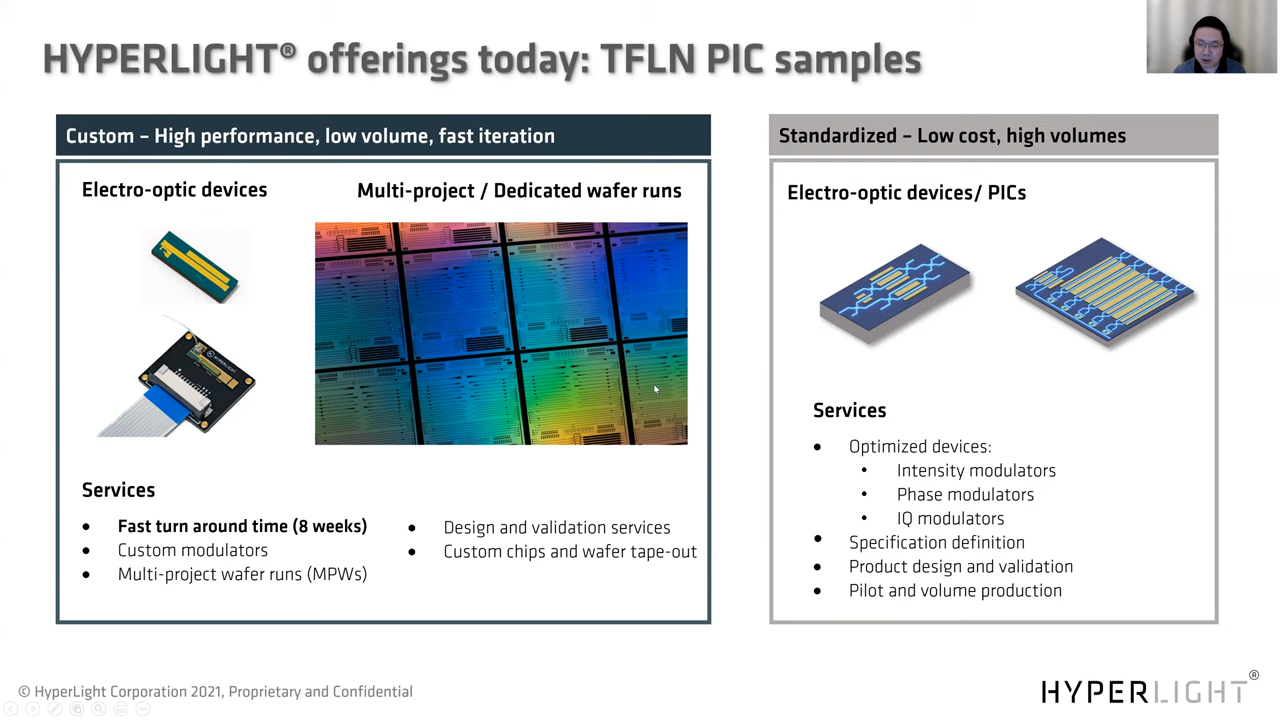 HYPERLIGHT® offerings today: TFLN PIC samples
Custom – High performance, low volume, fast iteration
Electro-optic devices
Multi-project / Dedicated wafer runs
HYPERLIGHT
Services
• Fast turn around time (8 weeks)
• Custom modulators
• Multi-project wafer runs (MPWs)
• Design and validation services
• Custom chips and wafer tape-out
Standardized – Low cost, high volumes
Electro-optic devices/ PICs
Services
• Optimized devices:
• Intensity modulators
• Phase modulators
• IQ modulators
• Specification definition
• Product design and validation
• Pilot and volume production
© HyperLight Corporation 2021, Proprietary and Confidential
HYPERLIGHT®